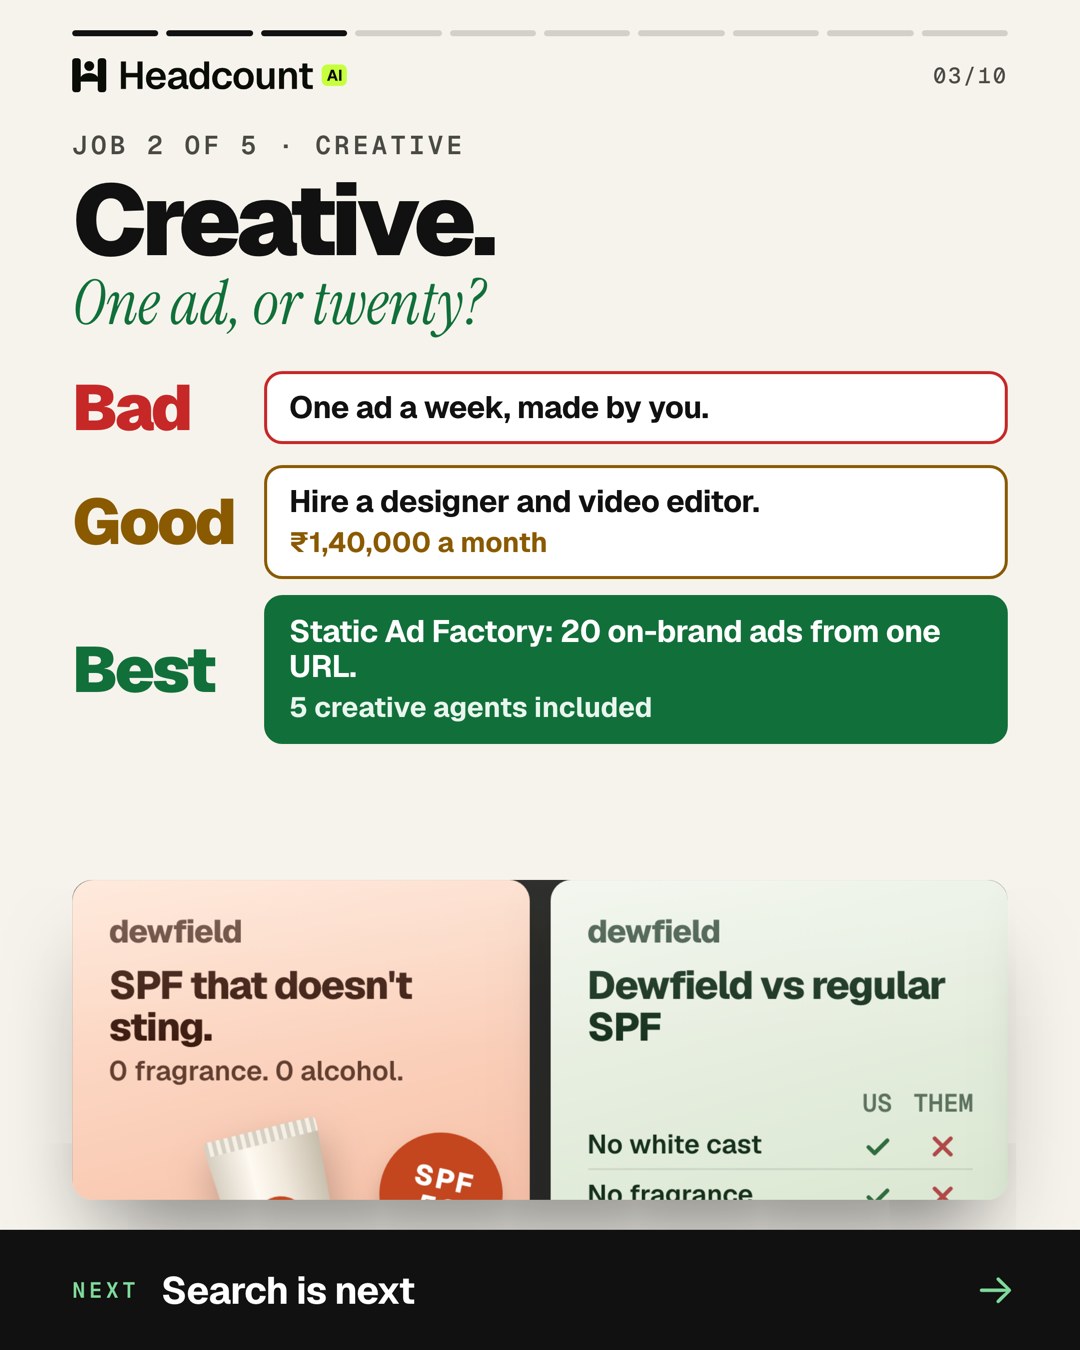 Headcount AI
03/10
JOB 2 OF 5 · CREATIVE
Creative.
One ad, or twenty?
Bad
One ad a week, made by you.
Good
Hire a designer and video editor.
₹1,40,000 a month
Best
Static Ad Factory: 20 on-brand ads from one
URL.
5 creative agents included
dewfield
SPF that doesn't
sting.
0 fragrance. 0 alcohol.
SPF
dewfield
Dewfield vs regular
SPF
US THEM
No white cast
No fragrance
NEXT Search is next